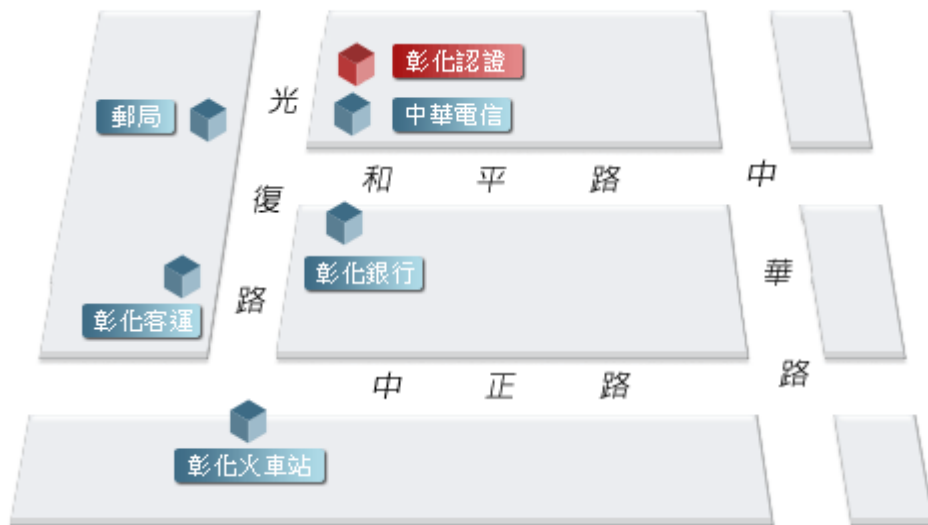 彰化認證
中華電信
郵局
光復路
和平路
中華路
彰化銀行
彰化客運
中正路
彰化火車站